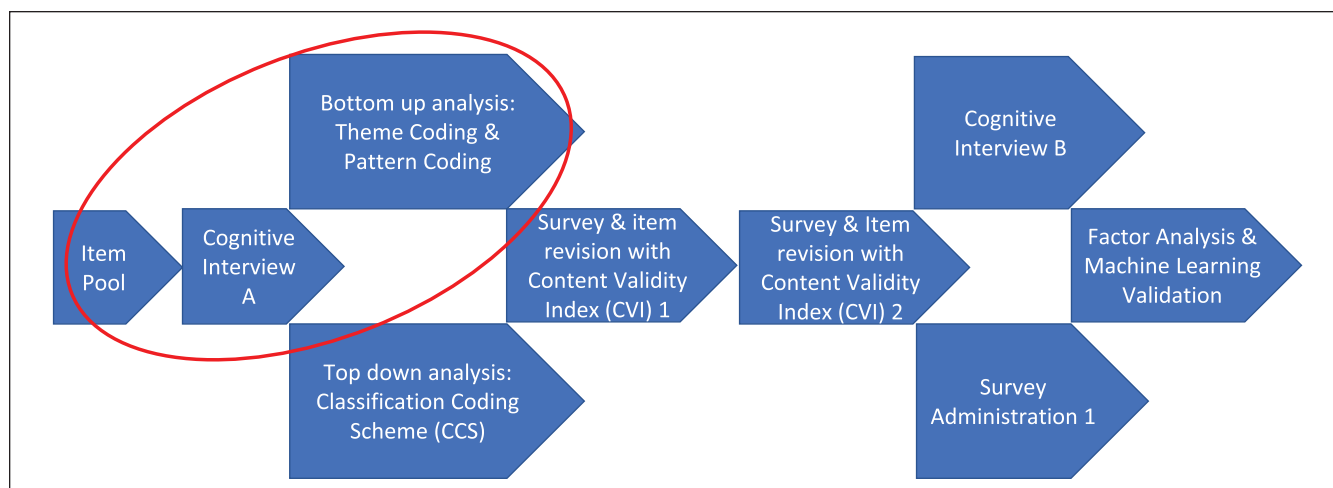 Item
Pool
Cognitive
Interview
A
Bottom up analysis:
Theme Coding &
Pattern Coding
Top down analysis:
Classification Coding
Scheme (CCS)
Survey & item
revision with
Content Validity
Index (CVI) 1
Survey & Item
revision with
Content Validity
Index (CVI) 2
Cognitive
Interview B
Survey
Administration 1
Factor Analysis &
Machine Learning
Validation